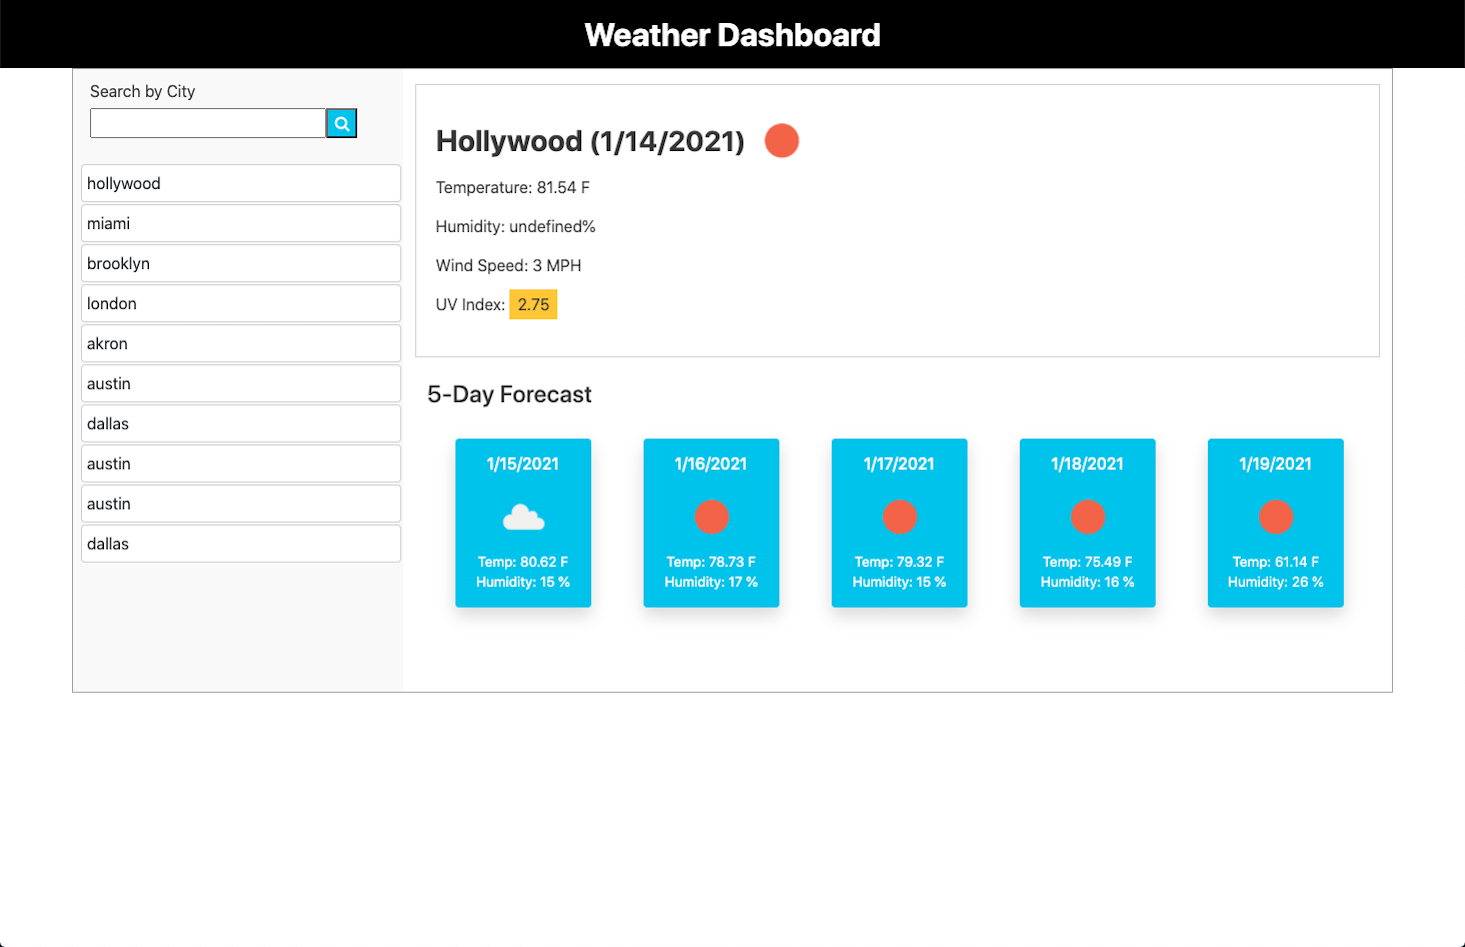 Weather Dashboard
Search by City
hollywood
miami
brooklyn
london
akron
austin
dallas
austin
austin
dallas
Hollywood (1/14/2021)
Temperature: 81.54 F
Humidity: undefined%
Wind Speed: 3 MPH
UV Index: 2.75
5-Day Forecast
1/15/2021
Temp: 80.62 F
Humidity: 15 %
1/16/2021
Temp: 78.73 F
Humidity: 17 %
1/17/2021
Temp: 79.32 F
Humidity: 15 %
1/18/2021
Temp: 75.49 F
Humidity: 16 %
1/19/2021
Temp: 61.14 F
Humidity: 26 %